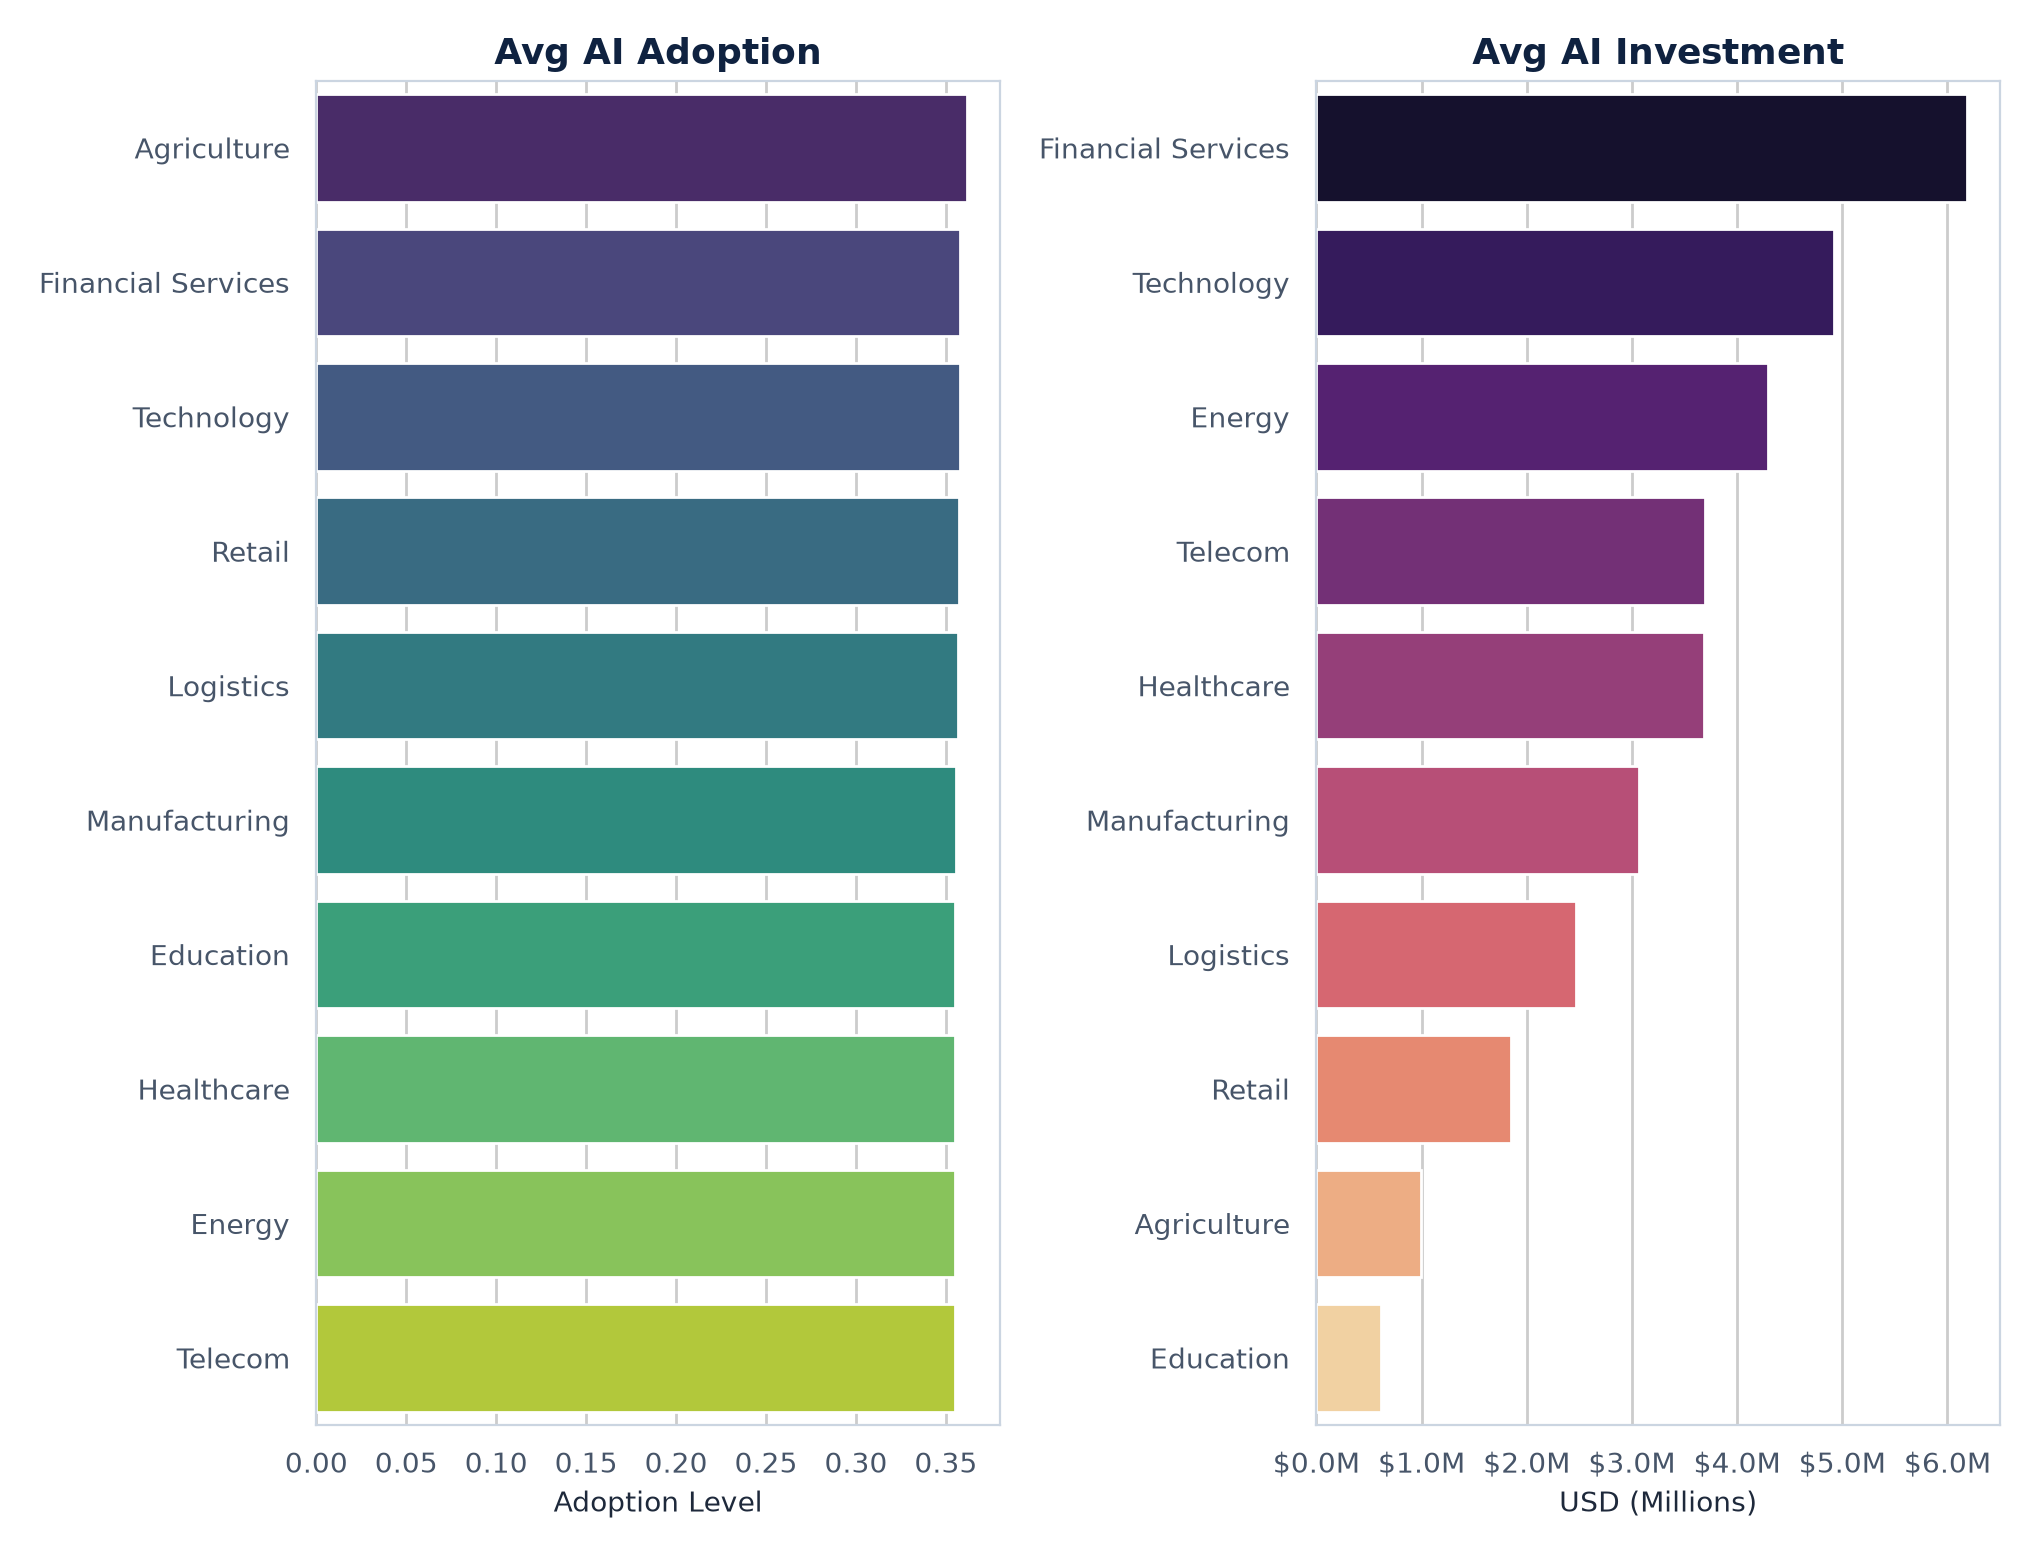 Avg AI Adoption
Agriculture
Financial Services
Technology
Retail
Logistics
Manufacturing
Education
Healthcare
Energy
Telecom
0.00 0.05 0.10 0.15 0.20 0.25 0.30 0.35
Adoption Level
Avg AI Investment
Financial Services
Technology
Energy
Telecom
Healthcare
Manufacturing
Logistics
Retail
Agriculture
Education
$0.0M $1.0M $2.0M $3.0M $4.0M $5.0M $6.0M
USD (Millions)